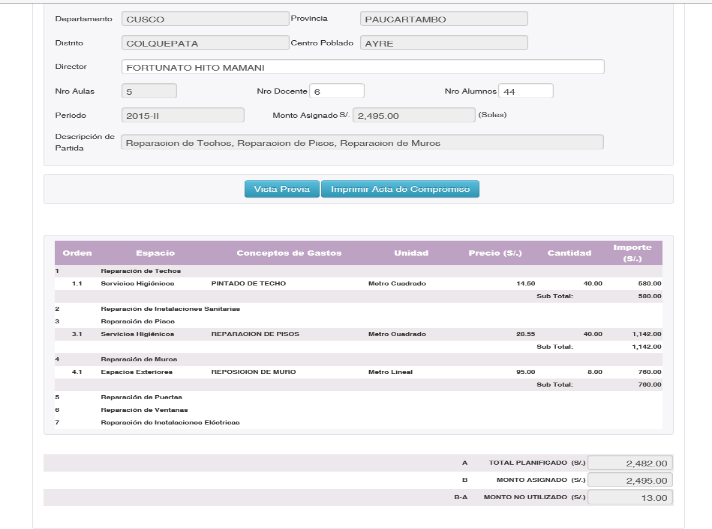 Departamento CUSCO Provincia PAUCARTAMBO
Distrito COLQUEPATA Centro Poblado AYRE
Director FORTUNATO HITO MAMANI
Nro Aulas 5 Nro Docente 6 Nro Alumnos 44
Periodo 2015-II Monto Asignado S/. 2,495.00 (Soles)
Descripción de
Partida Reparacion de Techos, Reparacion de Pisos, Reparacion de Muros
Vista Previa Imprimir Acta de Compromiso
Orden Espacio Conceptos de Gastos Unidad Precio (S/.) Cantidad Importe (S/.)
1 Reparación de Techos
1.1 Servicios Higiénicos PINTADO DE TECHO Metro Cuadrado 14.50 40.00 580.00
Sub Total: 580.00
2 Reparación de Instalaciones Sanitarias
3 Reparación de Pisos
3.1 Servicios Higiénicos REPARACION DE PISOS Metro Cuadrado 28.55 40.00 1,142.00
Sub Total: 1,142.00
4 Reparación de Muros
4.1 Espacios Exteriores REPOSICION DE MURO Metro Lineal 95.00 8.00 760.00
Sub Total: 760.00
5 Reparación de Puertas
6 Reparación de Ventanas
7 Reparación de Instalaciones Eléctricas
A TOTAL PLANIFICADO (S/.) 2,482.00
B MONTO ASIGNADO (S/.) 2,495.00
B-A MONTO NO UTILIZADO (S/.) 13.00